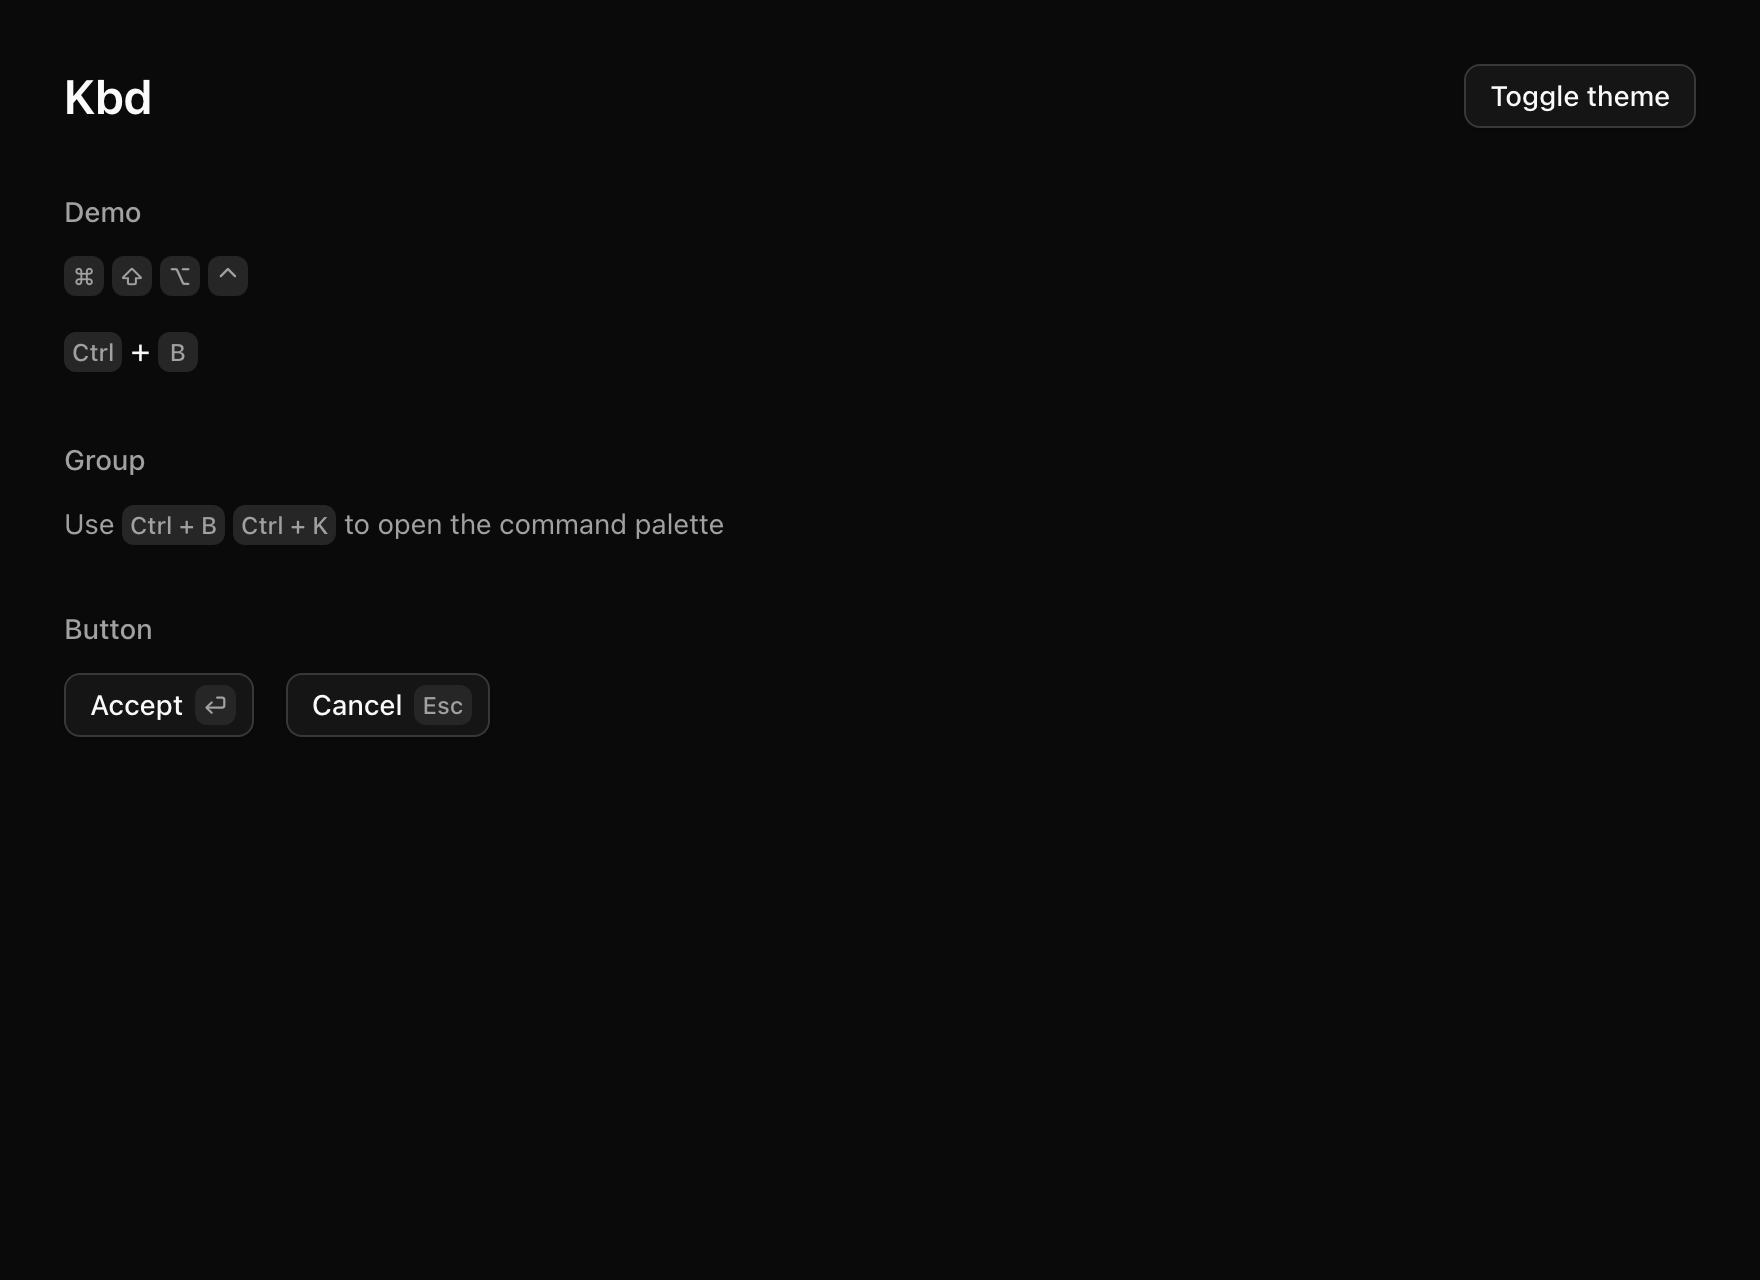 Kbd
Toggle theme
Demo
⌘ ⇧ ⌥ ⌃
Ctrl + B
Group
Use Ctrl + B Ctrl + K to open the command palette
Button
Accept ⏎ Cancel Esc